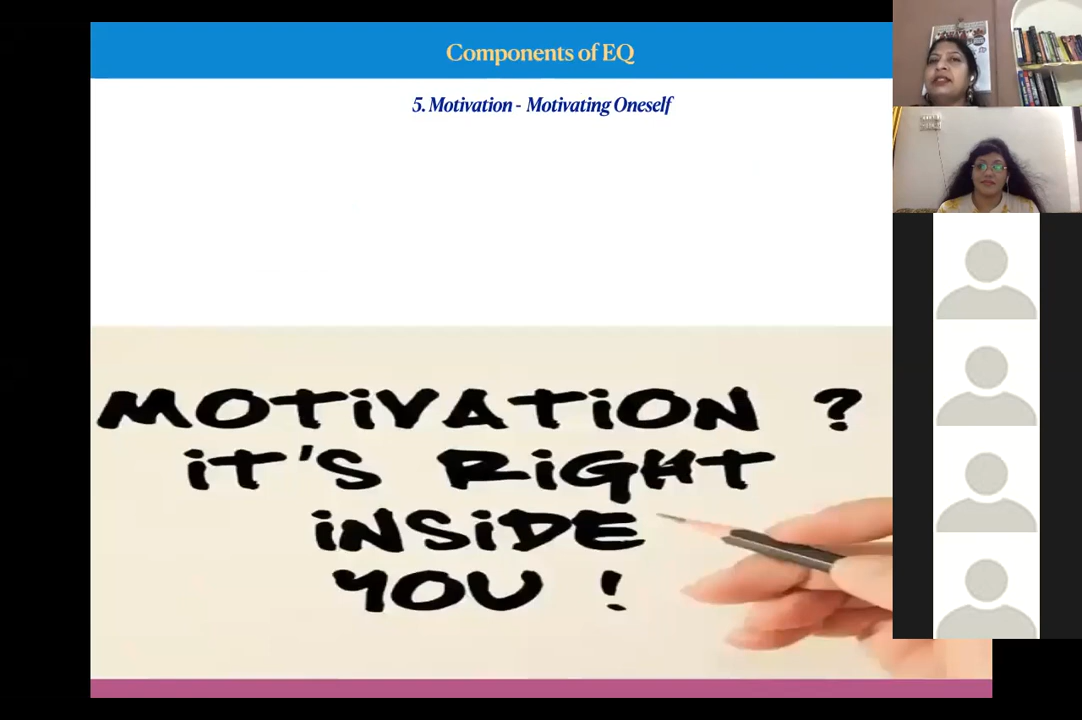 Components of EQ
5. Motivation - Motivating Oneself
MOTiVATiON ?
iT'S RiGHT
iNSiDE
YOU !